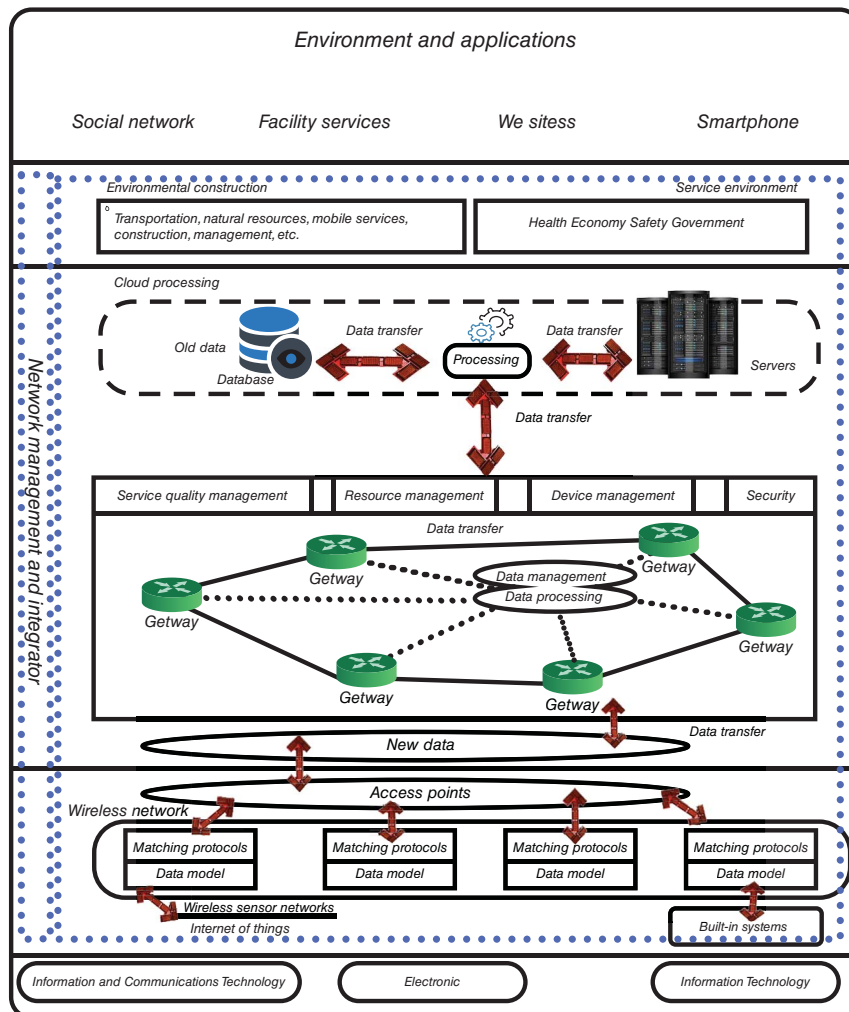 Environment and applications
Social network
Facility services
We sitess
Smartphone
Environmental construction
Service environment
Transportation, natural resources, mobile services,
construction, management, etc.
Health Economy Safety Government
Network management and integrator
Cloud processing
Old data
Database
Data transfer
Processing
Data transfer
Servers
Data transfer
Service quality management
Resource management
Device management
Security
Data transfer
Getway
Getway
Data management
Data processing
Getway
Getway
Getway
Getway
Data transfer
New data
Access points
Wireless network
Matching protocols
Matching protocols
Matching protocols
Matching protocols
Data model
Data model
Data model
Data model
Wireless sensor networks
Internet of things
Built-in systems
Information and Communications Technology
Electronic
Information Technology